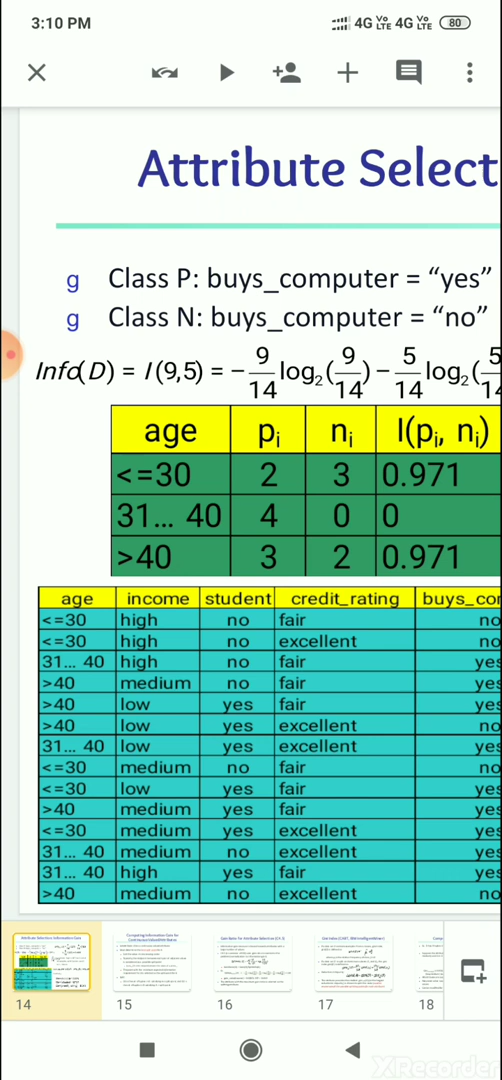 3:10 PM
4G VoLTE 4G VoLTE 80
Attribute Select
g Class P: buys_computer = “yes”
g Class N: buys_computer = “no”
Info(D) = I(9,5) = -9/14 log2(9/14) - 5/14 log2(5/14
age pi ni I(pi, ni)
<=30 2 3 0.971
31... 40 4 0 0
>40 3 2 0.971
age income student credit_rating buys_com
<=30 high no fair no
<=30 high no excellent no
31... 40 high no fair yes
>40 medium no fair yes
>40 low yes fair yes
>40 low yes excellent no
31... 40 low yes excellent yes
<=30 medium no fair no
<=30 low yes fair yes
>40 medium yes fair yes
<=30 medium yes excellent yes
31... 40 medium no excellent yes
31... 40 high yes fair yes
>40 medium no excellent no
14 15 16 17 18
XRecorder